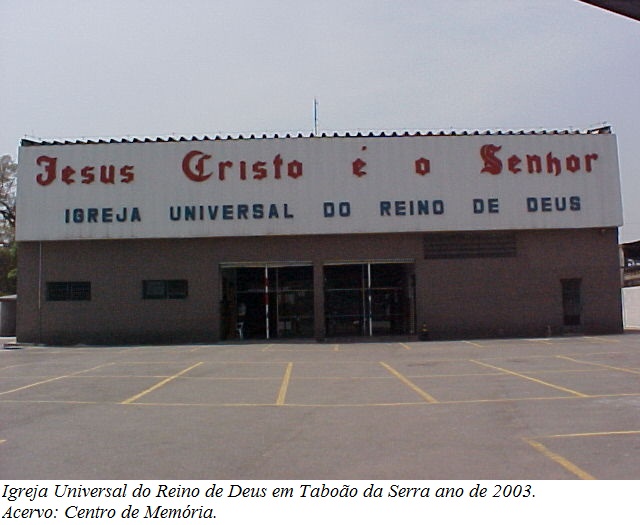 Jesus Cristo é o Senhor
IGREJA UNIVERSAL DO REINO DE DEUS
Igreja Universal do Reino de Deus em Taboão da Serra ano de 2003.
Acervo: Centro de Memória.